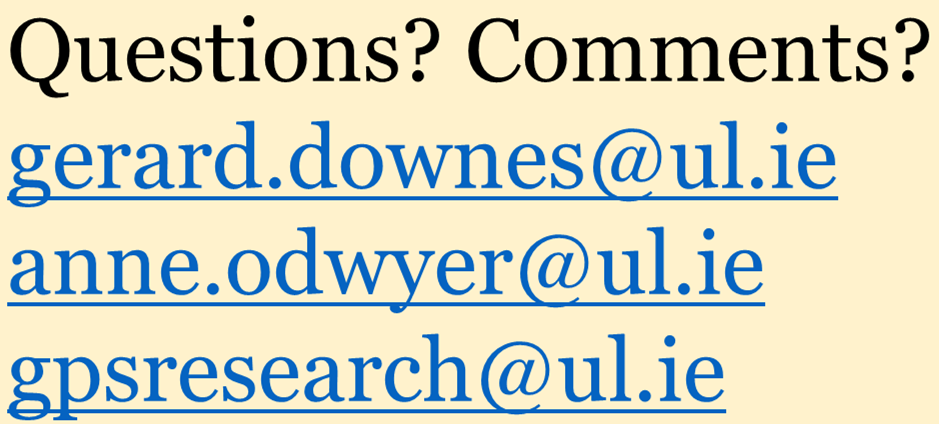 Questions? Comments?
gerard.downes@ul.ie
anne.odwyer@ul.ie
gpsresearch@ul.ie